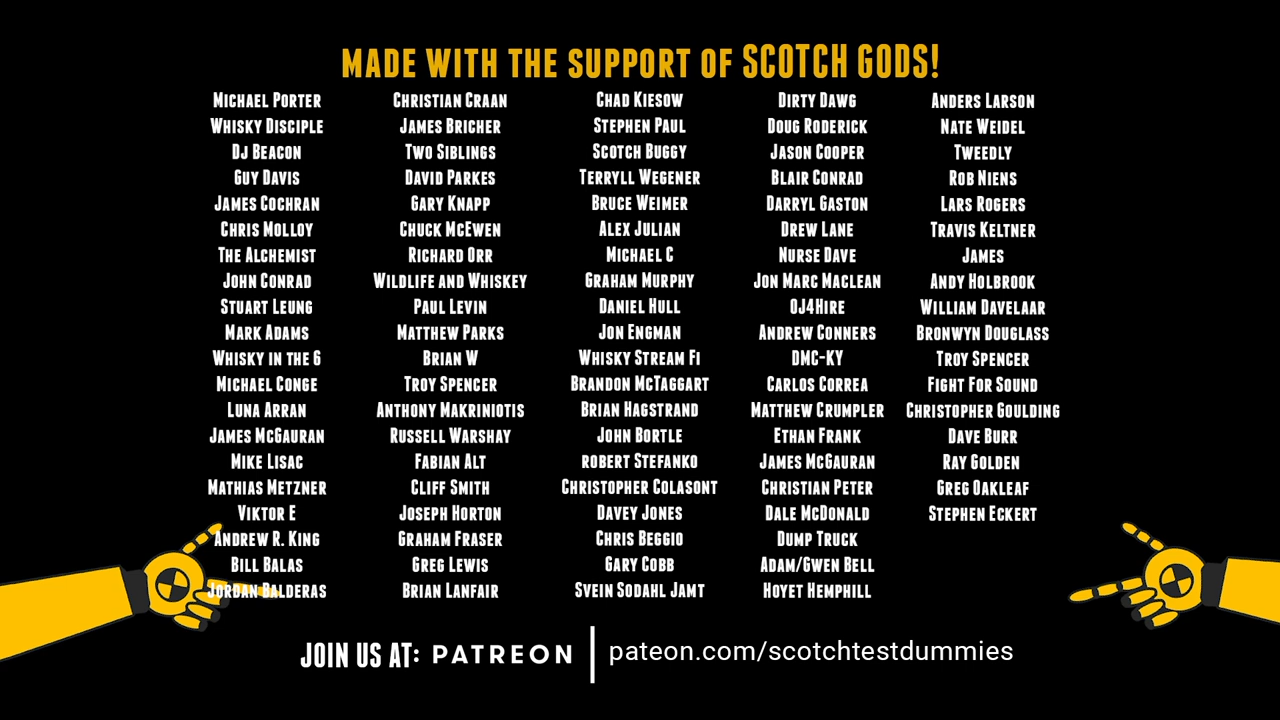 MADE WITH THE SUPPORT OF SCOTCH GODS!
MICHAEL PORTER
WHISKY DISCIPLE
DJ BEACON
GUY DAVIS
JAMES COCHRAN
CHRIS MOLLOY
THE ALCHEMIST
JOHN CONRAD
STUART LEUNG
MARK ADAMS
WHISKY IN THE 6
MICHAEL CONGE
LUNA ARRAN
JAMES MCGAURAN
MIKE LISAC
MATHIAS METZNER
VIKTOR E
ANDREW R. KING
BILL BALAS
JORDAN BALDERAS
CHRISTIAN CRAAN
JAMES BRICHER
TWO SIBLINGS
DAVID PARKES
GARY KNAPP
CHUCK MCEWEN
RICHARD ORR
WILDLIFE AND WHISKEY
PAUL LEVIN
MATTHEW PARKS
BRIAN W
TROY SPENCER
ANTHONY MAKRINIOTIS
RUSSELL WARSHAY
FABIAN ALT
CLIFF SMITH
JOSEPH HORTON
GRAHAM FRASER
GREG LEWIS
BRIAN LANFAIR
CHAD KIESOW
STEPHEN PAUL
SCOTCH BUGGY
TERRYLL WEGENER
BRUCE WEIMER
ALEX JULIAN
MICHAEL C
GRAHAM MURPHY
DANIEL HULL
JON ENGMAN
WHISKY STREAM FI
BRANDON MCTAGGART
BRIAN HAGSTRAND
JOHN BORTLE
ROBERT STEFANKO
CHRISTOPHER COLASONT
DAVEY JONES
CHRIS BEGGIO
GARY COBB
SVEIN SODAHL JAMT
DIRTY DAWG
DOUG RODERICK
JASON COOPER
BLAIR CONRAD
DARRYL GASTON
DREW LANE
NURSE DAVE
JON MARC MACLEAN
OJ4HIRE
ANDREW CONNERS
DMC-KY
CARLOS CORREA
MATTHEW CRUMPLER
ETHAN FRANK
JAMES MCGAURAN
CHRISTIAN PETER
DALE MCDONALD
DUMP TRUCK
ADAM/GWEN BELL
HOYET HEMPHILL
ANDERS LARSON
NATE WEIDEL
TWEEDLY
ROB NIENS
LARS ROGERS
TRAVIS KELTNER
JAMES
ANDY HOLBROOK
WILLIAM DAVELAAR
BRONWYN DOUGLASS
TROY SPENCER
FIGHT FOR SOUND
CHRISTOPHER GOULDING
DAVE BURR
RAY GOLDEN
GREG OAKLEAF
STEPHEN ECKERT
JOIN US AT: PATREON | pateon.com/scotchtestdummies